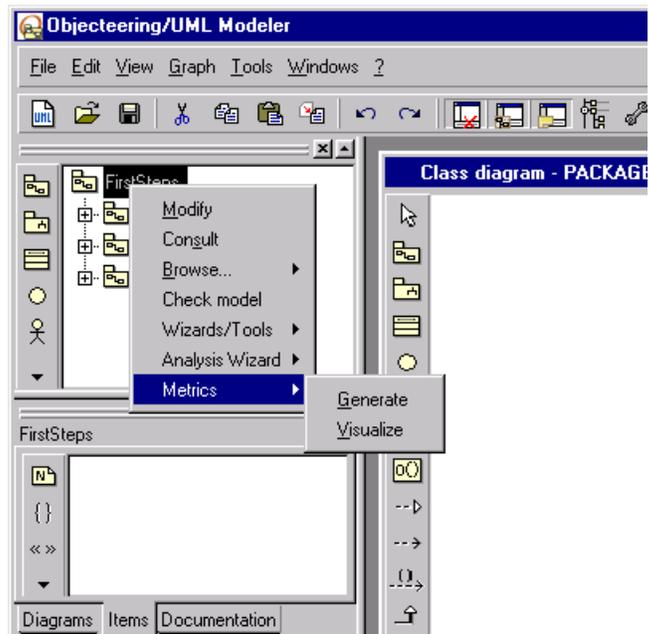 Objecteering/UML Modeler
File Edit View Graph Tools Windows ?
UML
Class diagram - PACKAGE
FirstSteps
Modify
Consult
Browse...
Check model
Wizards/Tools
Analysis Wizard
Metrics
Generate
Visualize
FirstSteps
N
{}
« »
o()
()
Diagrams Items Documentation